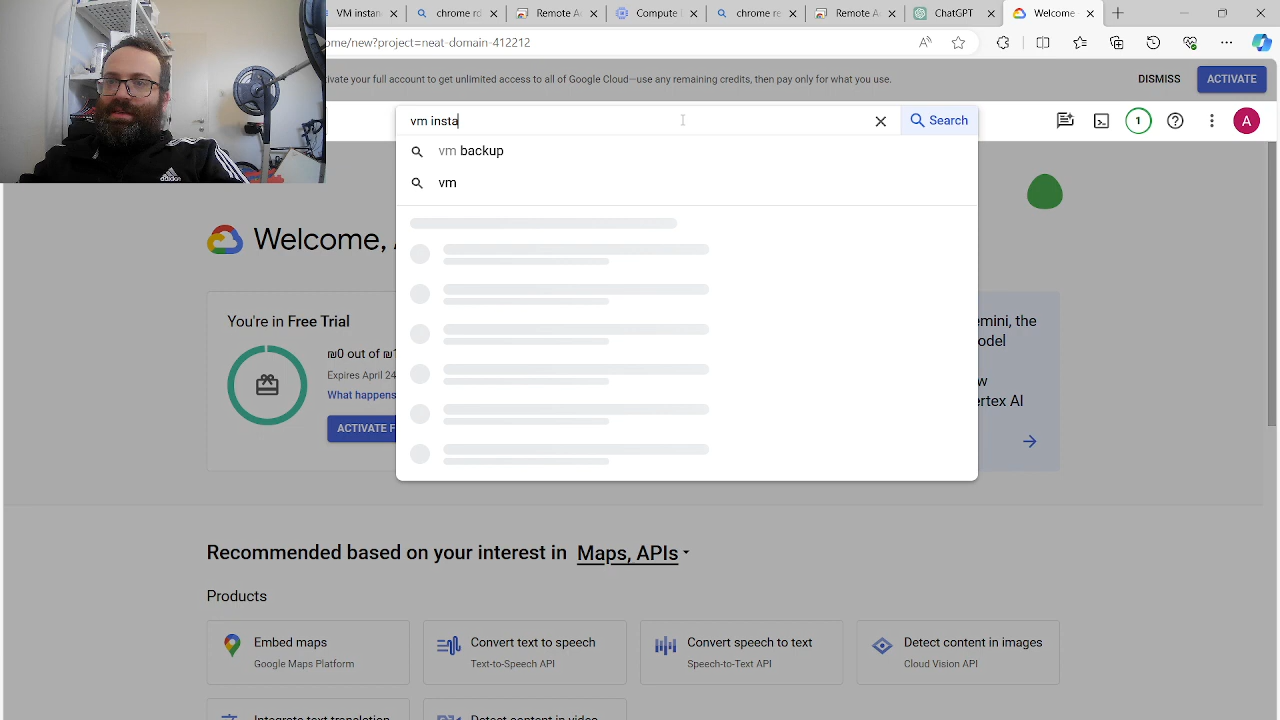 VM instan
chrome rd
Remote A
Compute E
chrome re
Remote A
ChatGPT
Welcome -
ome/new?project=neat-domain-412212
ivate your full account to get unlimited access to all of Google Cloud—use any remaining credits, then pay only for what you use.
DISMISS
ACTIVATE
vm insta
Search
1
A
vm backup
vm
Welcome,
You're in Free Trial
₪0 out of ₪1
Expires April 24
What happens
ACTIVATE F
emini, the
odel
w
ertex AI
Recommended based on your interest in Maps, APIs
Products
Embed maps
Google Maps Platform
Convert text to speech
Text-to-Speech API
Convert speech to text
Speech-to-Text API
Detect content in images
Cloud Vision API
Integrate text translation
Detect content in video
adidas